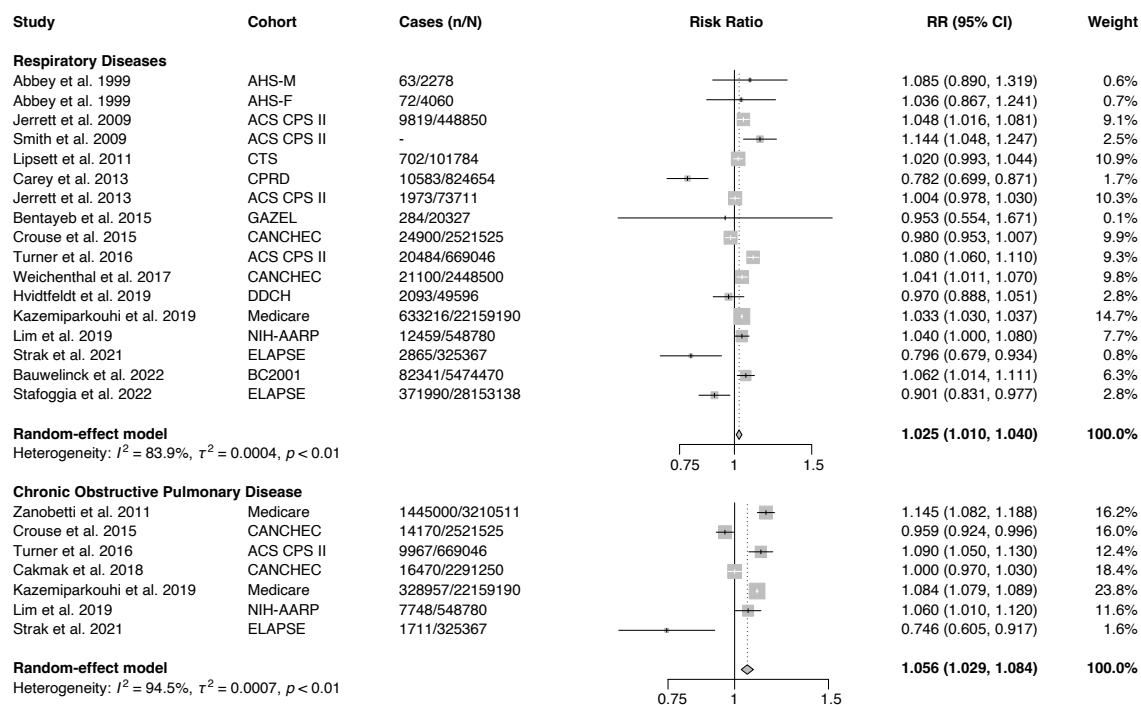 Study Cohort Cases (n/N) Risk Ratio RR (95% CI) Weight
Respiratory Diseases
Abbey et al. 1999 AHS-M 63/2278 1.085 (0.890, 1.319) 0.6%
Abbey et al. 1999 AHS-F 72/4060 1.036 (0.867, 1.241) 0.7%
Jerrett et al. 2009 ACS CPS II 9819/448850 1.048 (1.016, 1.081) 9.1%
Smith et al. 2009 ACS CPS II - 1.144 (1.048, 1.247) 2.5%
Lipsett et al. 2011 CTS 702/101784 1.020 (0.993, 1.044) 10.9%
Carey et al. 2013 CPRD 10583/824654 0.782 (0.699, 0.871) 1.7%
Jerrett et al. 2013 ACS CPS II 1973/73711 1.004 (0.978, 1.030) 10.3%
Bentayeb et al. 2015 GAZEL 284/20327 0.953 (0.554, 1.671) 0.1%
Crouse et al. 2015 CANCHEC 24900/2521525 0.980 (0.953, 1.007) 9.9%
Turner et al. 2016 ACS CPS II 20484/669046 1.080 (1.060, 1.110) 9.3%
Weichenthal et al. 2017 CANCHEC 21100/2448500 1.041 (1.011, 1.070) 9.8%
Hvidtfeldt et al. 2019 DDCH 2093/49596 0.970 (0.888, 1.051) 2.8%
Kazemiparkouhi et al. 2019 Medicare 633216/22159190 1.033 (1.030, 1.037) 14.7%
Lim et al. 2019 NIH-AARP 12459/548780 1.040 (1.000, 1.080) 7.7%
Strak et al. 2021 ELAPSE 2865/325367 0.796 (0.679, 0.934) 0.8%
Bauwelinck et al. 2022 BC2001 82341/5474470 1.062 (1.014, 1.111) 6.3%
Stafoggia et al. 2022 ELAPSE 371990/28153138 0.901 (0.831, 0.977) 2.8%
Random-effect model 1.025 (1.010, 1.040) 100.0%
Heterogeneity: I² = 83.9%, τ² = 0.0004, p < 0.01
0.75 1 1.5
Chronic Obstructive Pulmonary Disease
Zanobetti et al. 2011 Medicare 1445000/3210511 1.145 (1.082, 1.188) 16.2%
Crouse et al. 2015 CANCHEC 14170/2521525 0.959 (0.924, 0.996) 16.0%
Turner et al. 2016 ACS CPS II 9967/669046 1.090 (1.050, 1.130) 12.4%
Cakmak et al. 2018 CANCHEC 16470/2291250 1.000 (0.970, 1.030) 18.4%
Kazemiparkouhi et al. 2019 Medicare 328957/22159190 1.084 (1.079, 1.089) 23.8%
Lim et al. 2019 NIH-AARP 7748/548780 1.060 (1.010, 1.120) 11.6%
Strak et al. 2021 ELAPSE 1711/325367 0.746 (0.605, 0.917) 1.6%
Random-effect model 1.056 (1.029, 1.084) 100.0%
Heterogeneity: I² = 94.5%, τ² = 0.0007, p < 0.01
0.75 1 1.5